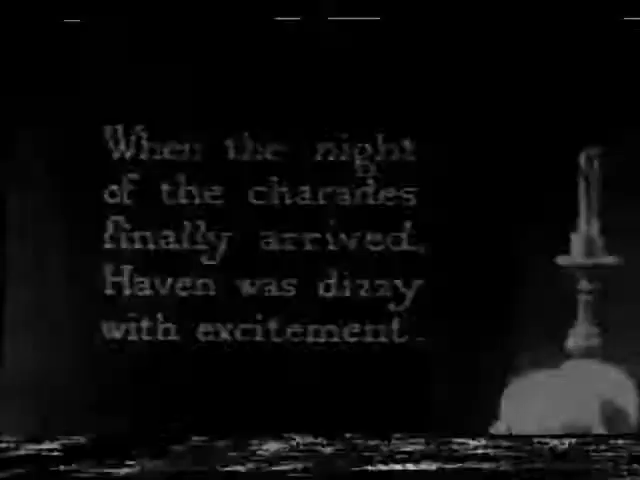 When the night
of the charades
finally arrived,
Haven was dizzy
with excitement.